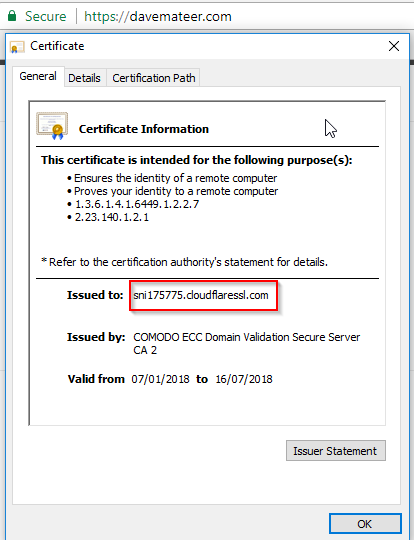 Secure https://davemateer.com
Certificate
General Details Certification Path
Certificate Information
This certificate is intended for the following purpose(s):
• Ensures the identity of a remote computer
• Proves your identity to a remote computer
• 1.3.6.1.4.1.6449.1.2.2.7
• 2.23.140.1.2.1
* Refer to the certification authority's statement for details.
Issued to: sni175775.cloudflaressl.com
Issued by: COMODO ECC Domain Validation Secure Server
CA 2
Valid from 07/01/2018 to 16/07/2018
Issuer Statement
OK